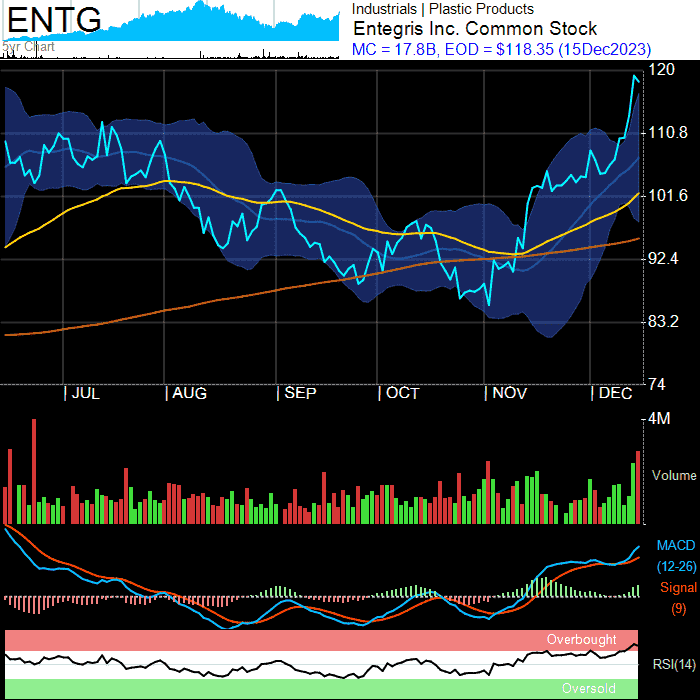 ENTG
5yr Chart
Industrials | Plastic Products
Entegris Inc. Common Stock
MC = 17.8B, EOD = $118.35 (15Dec2023)
120
110.8
101.6
92.4
83.2
74
| JUL | AUG | SEP | OCT | NOV | DEC
4M
Volume
MACD
(12-26)
Signal
(9)
Overbought
RSI(14)
Oversold